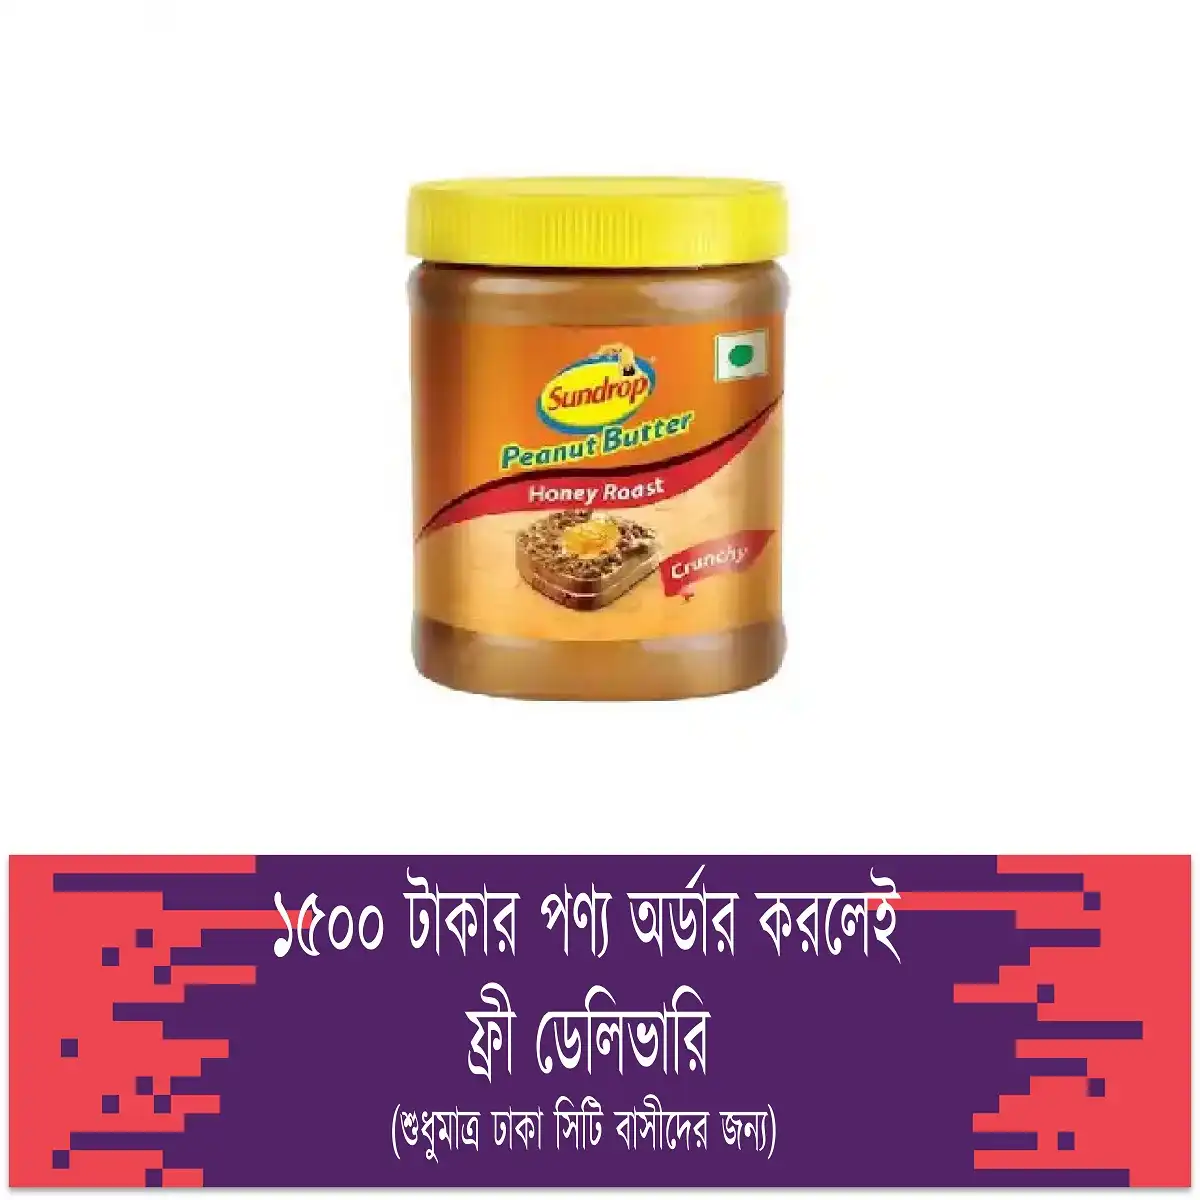 Sundrop
Peanut Butter
Honey Roast
Crunchy
১৫০০ টাকার পণ্য অর্ডার করলেই
ফ্রী ডেলিভারি
(শুধুমাত্র ঢাকা সিটি বাসীদের জন্য)